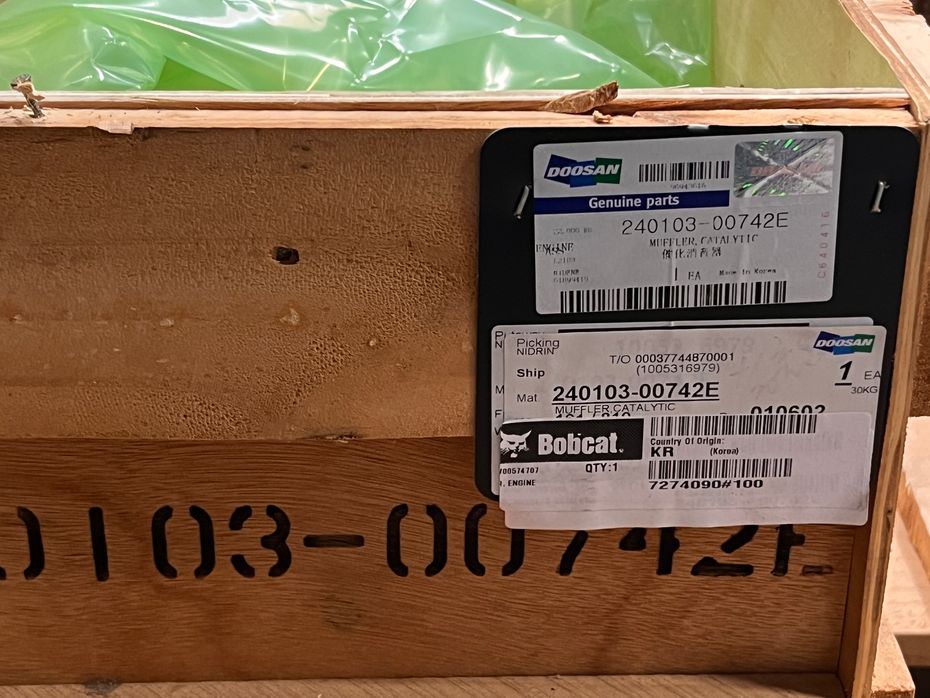 DOOSAN
Genuine parts
240103-00742E
MUFFLER, CATALYTIC
催化消音器
ENGINE
1 EA Made in Korea
C640416
Picking
NIDRIN
DOOSAN
T/O 00037744870001
(1005316979)
Ship
1 EA
30KG
Mat 240103-00742E
MUFFLER,CATALYTIC
010602
Bobcat
Country Of Origin:
KR (Korea)
QTY:1
, ENGINE
7274090#100
0103-00742E